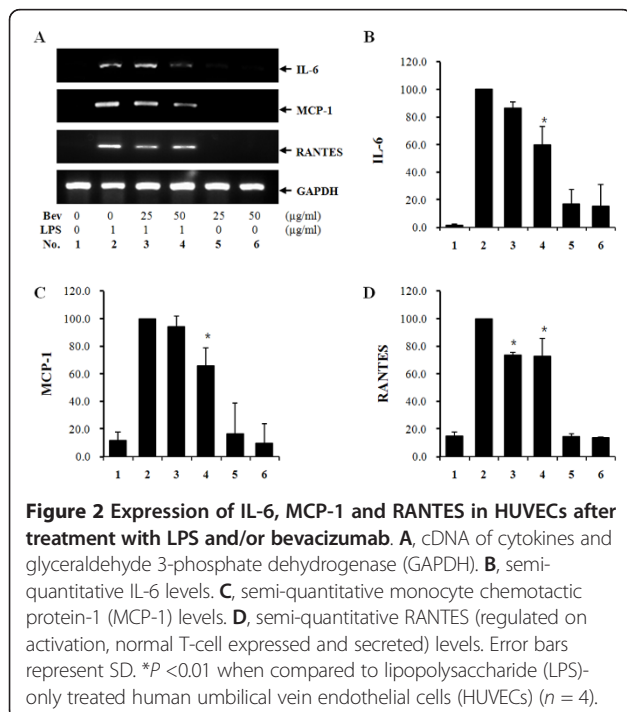 A
IL-6
MCP-1
RANTES
GAPDH
Bev 0 0 25 50 25 50 (µg/ml)
LPS 0 1 1 1 0 0 (µg/ml)
No. 1 2 3 4 5 6
B
120.0
100.0
80.0
60.0
40.0
20.0
0.0
IL-6
*
1 2 3 4 5 6
C
120.0
100.0
80.0
60.0
40.0
20.0
0.0
MCP-1
*
1 2 3 4 5 6
D
120.0
100.0
80.0
60.0
40.0
20.0
0.0
RANTES
* *
1 2 3 4 5 6
Figure 2 Expression of IL-6, MCP-1 and RANTES in HUVECs after
treatment with LPS and/or bevacizumab. A, cDNA of cytokines and
glyceraldehyde 3-phosphate dehydrogenase (GAPDH). B, semi-
quantitative IL-6 levels. C, semi-quantitative monocyte chemotactic
protein-1 (MCP-1) levels. D, semi-quantitative RANTES (regulated on
activation, normal T-cell expressed and secreted) levels. Error bars
represent SD. *P <0.01 when compared to lipopolysaccharide (LPS)-
only treated human umbilical vein endothelial cells (HUVECs) (n = 4).